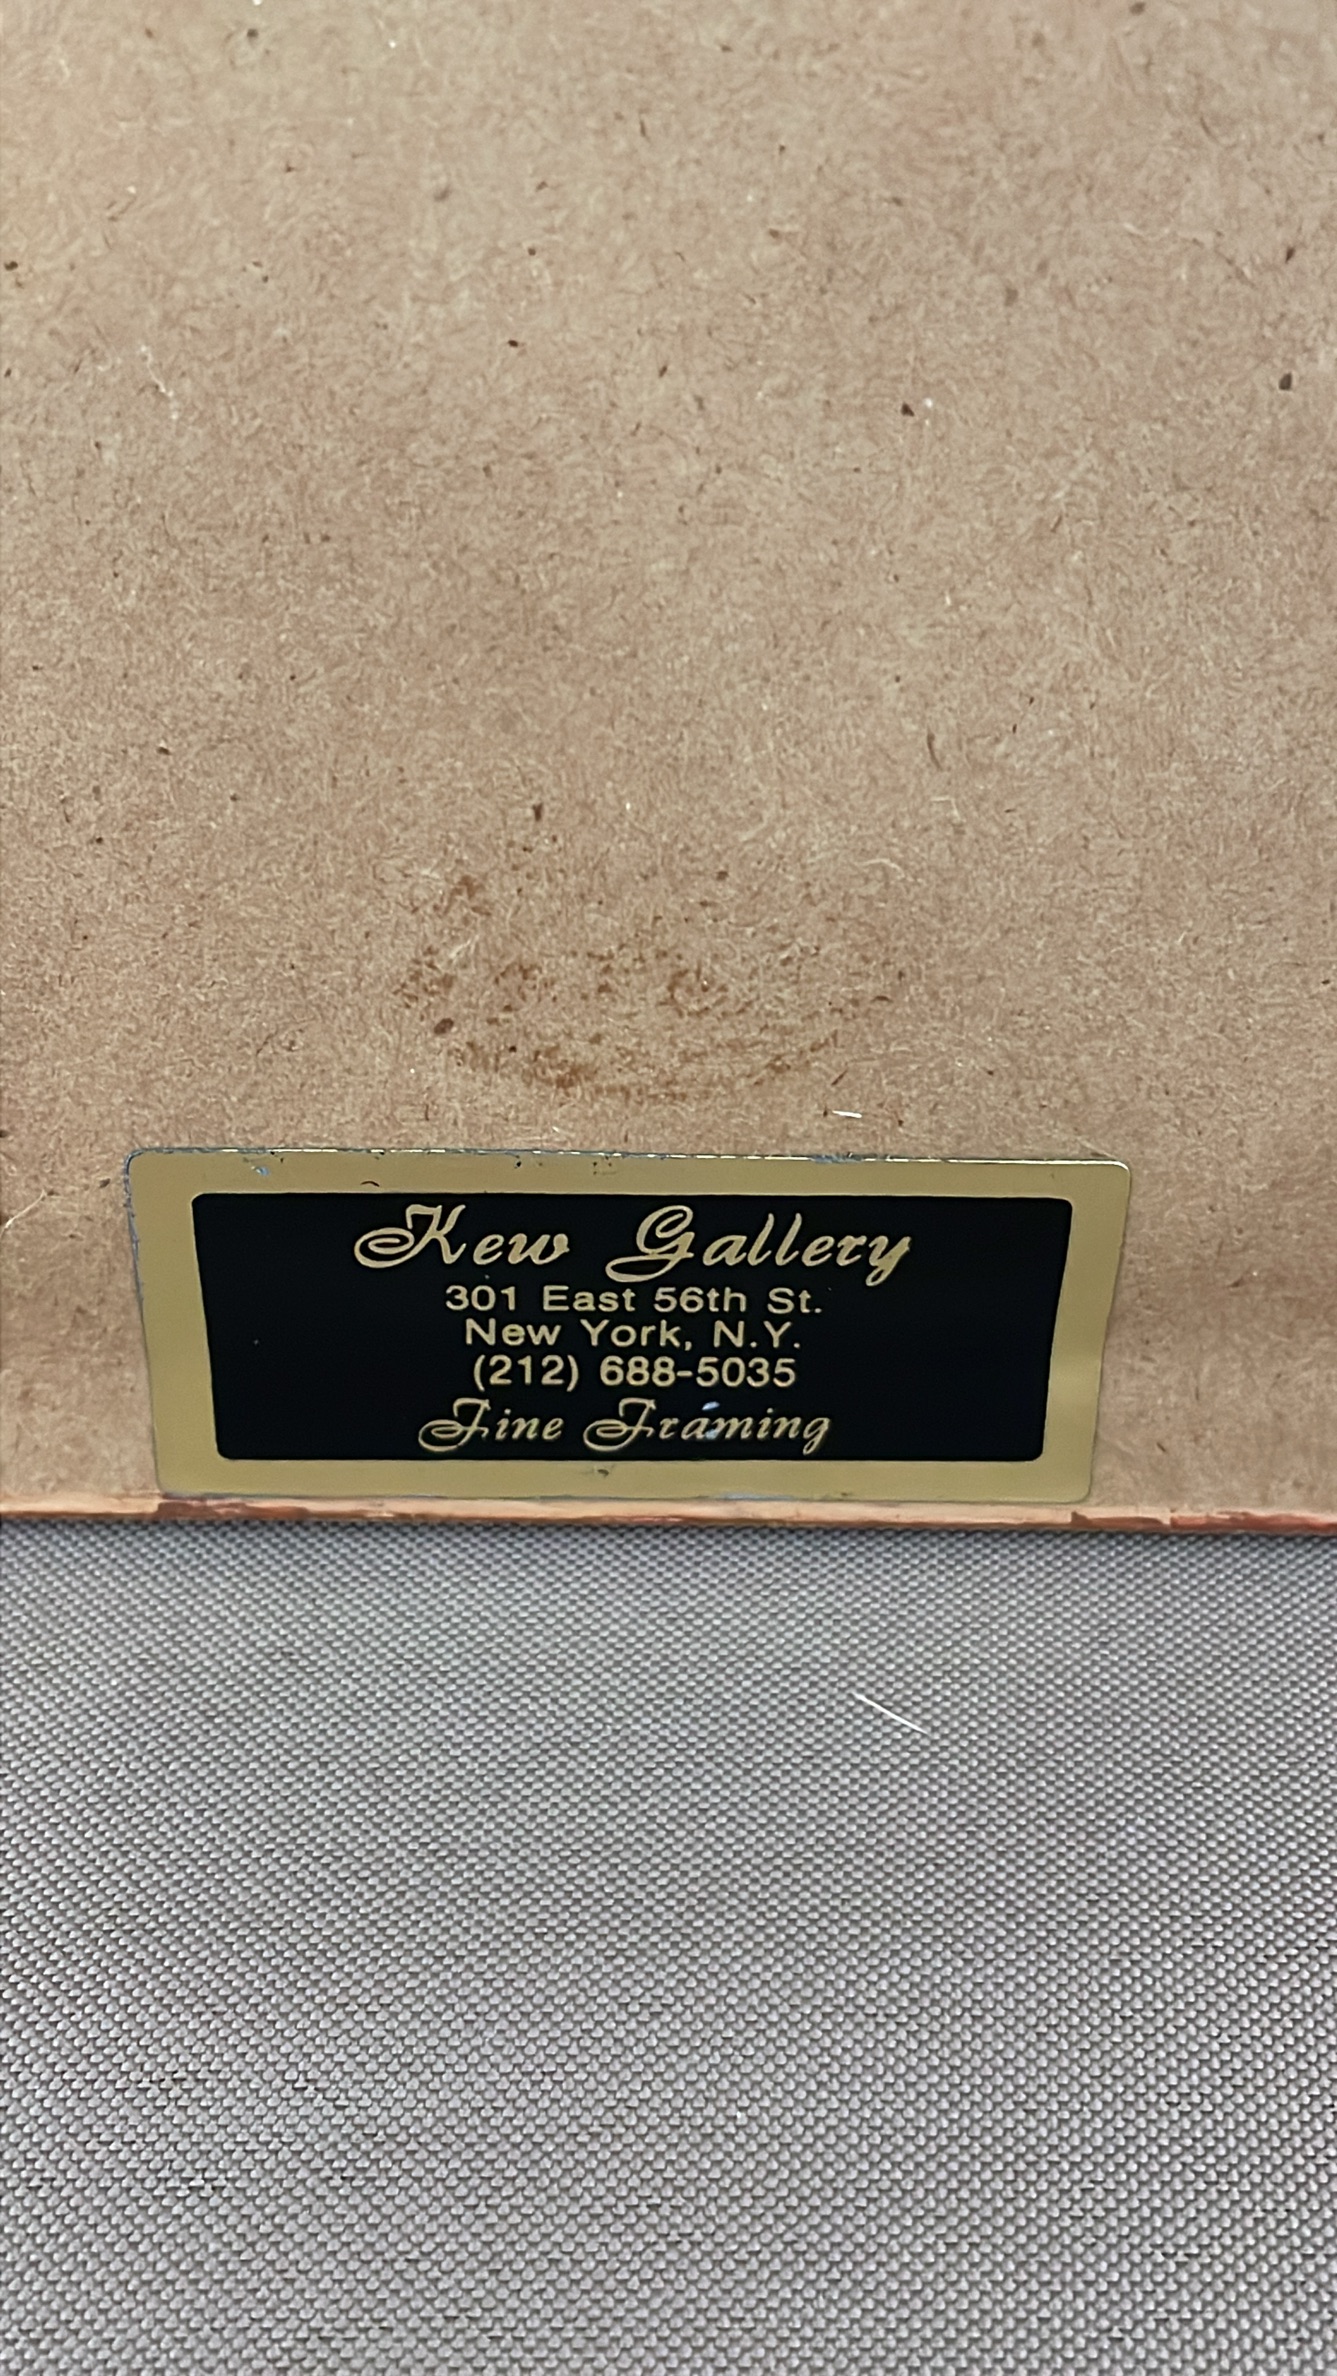 Kew Gallery
301 East 56th St.
New York, N.Y.
(212) 688-5035
Fine Framing